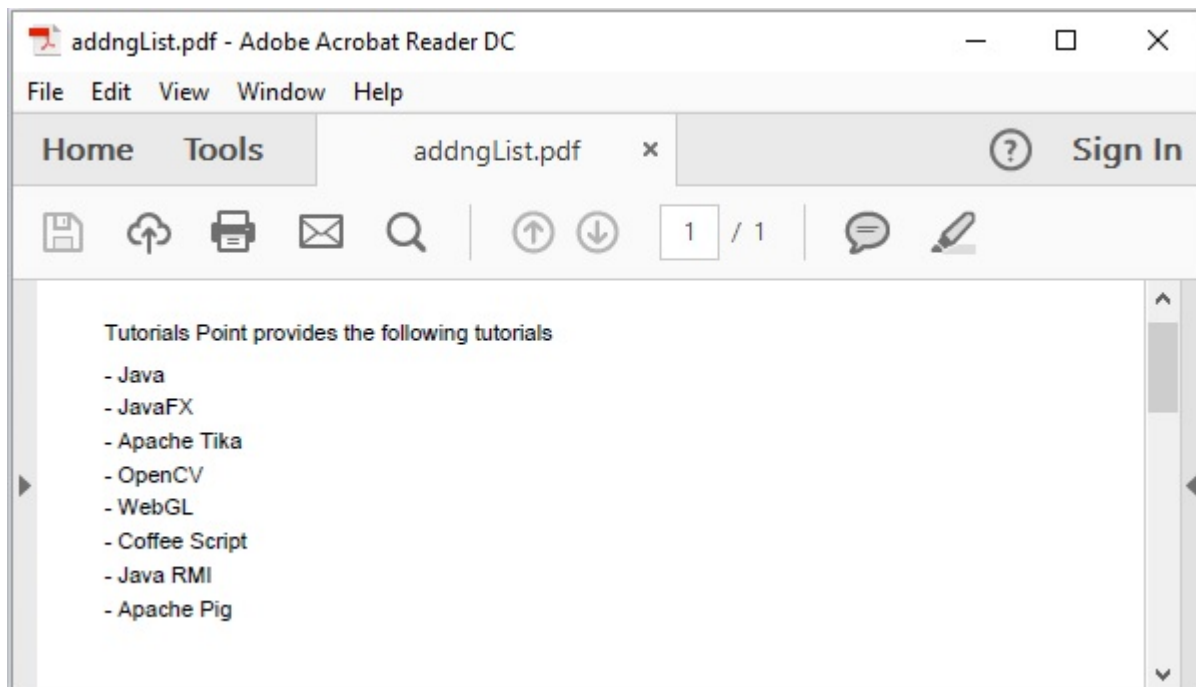 addngList.pdf - Adobe Acrobat Reader DC
File Edit View Window Help
Home Tools addngList.pdf × ? Sign In
1 / 1
Tutorials Point provides the following tutorials
- Java
- JavaFX
- Apache Tika
- OpenCV
- WebGL
- Coffee Script
- Java RMI
- Apache Pig